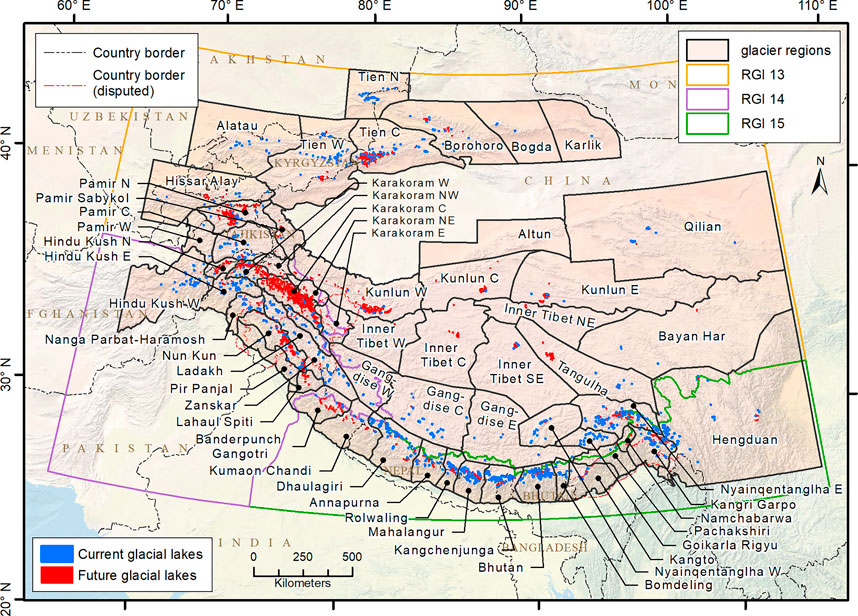 60° E
70° E
80° E
90° E
100° E
110° E
Country border
Country border
(disputed)
glacier regions
RGI 13
RGI 14
RGI 15
AKHSTAN
MON
UZBEKISTAN
MENISTAN
KYRGYZS
CHINA
JIKIS
FGHANISTAN
PAKISTAN
NEPAL
BHUT
INDIA
BANGLADESH
40° N
30° N
20° N
N
Tien N
Alatau
Tien W
Tien C
Borohoro
Bogda
Karlik
Hissar Alay
Pamir N
Pamir Sabykol
Pamir C
Pamir W
Hindu Kush N
Hindu Kush E
Karakoram W
Karakoram NW
Karakoram C
Karakoram NE
Karakoram E
Altun
Qilian
Kunlun W
Kunlun C
Kunlun E
Hindu Kush W
Inner Tibet NE
Inner
Tibet W
Inner
Tibet C
Inner
Tibet SE
Bayan Har
Tangulha
Nanga Parbat-Haramosh
Nun Kun
Ladakh
Pir Panjal
Zanskar
Lahaul Spiti
Banderpunch
Gangotri
Kumaon Chandi
Dhaulagiri
Annapurna
Rolwaling
Mahalangur
Kangchenjunga
Bhutan
Gang-
dise W
Gang-
dise C
Gang-
dise E
Hengduan
Nyainqentanglha E
Kangri Garpo
Namchabarwa
Pachakshiri
Goikarla Rigyu
Kangto
Nyainqentanglha W
Bomdeling
Current glacial lakes
Future glacial lakes
0 250 500
Kilometers